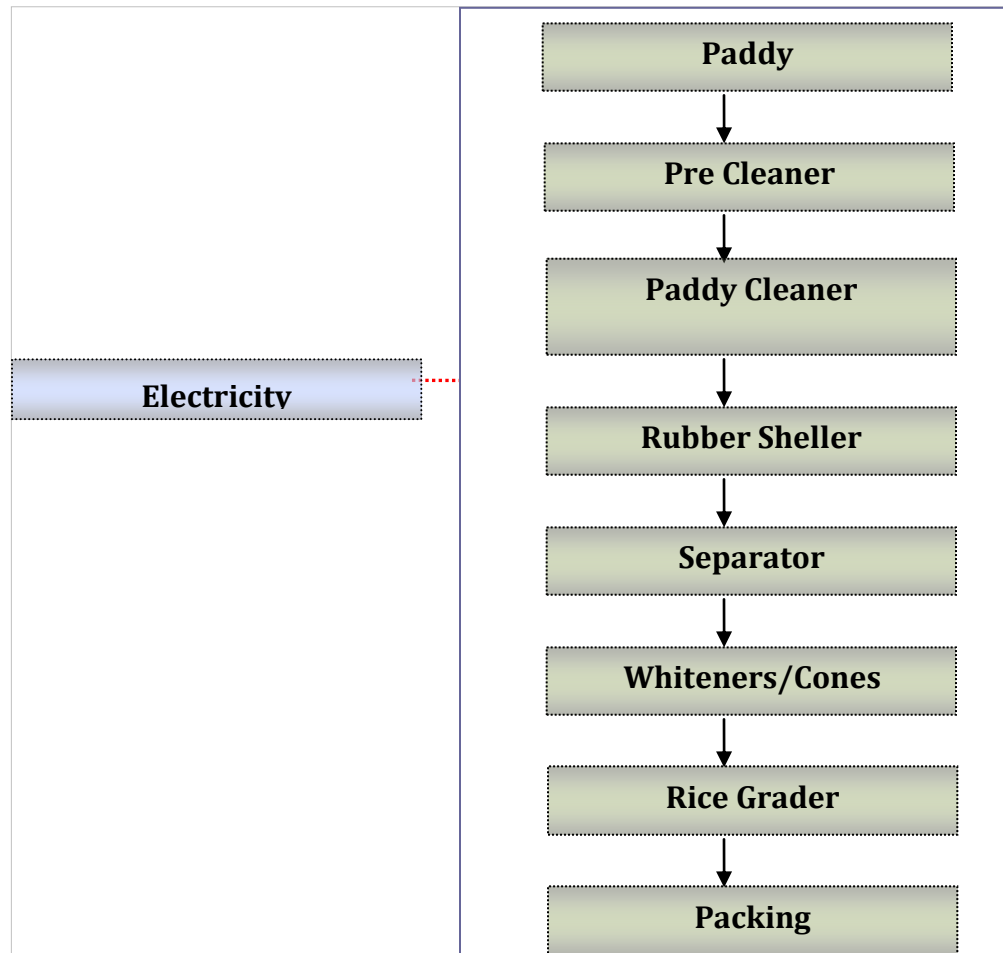 Paddy
Pre Cleaner
Paddy Cleaner
Electricity
Rubber Sheller
Separator
Whiteners/Cones
Rice Grader
Packing